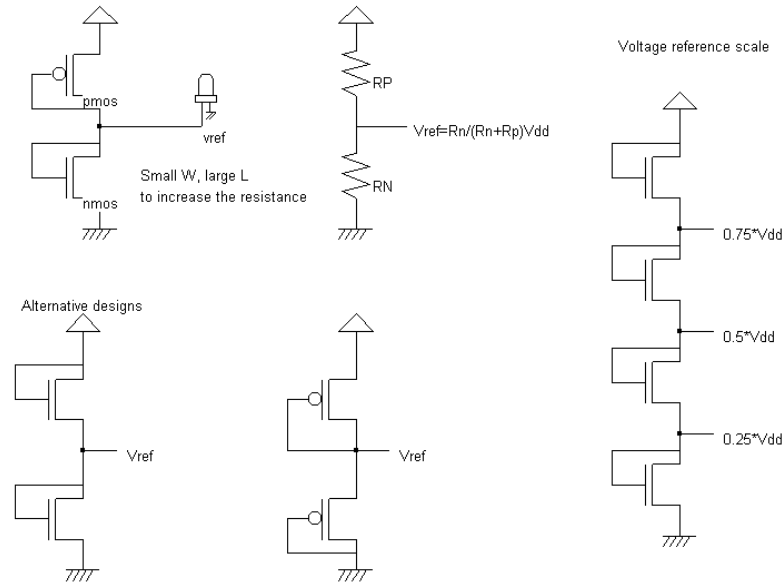 Voltage reference scale
pmos
vref
RP
Vref=Rn/(Rn+Rp)Vdd
Small W, large L
to increase the resistance
RN
nmos
0.75*Vdd
Alternative designs
0.5*Vdd
Vref
Vref
0.25*Vdd